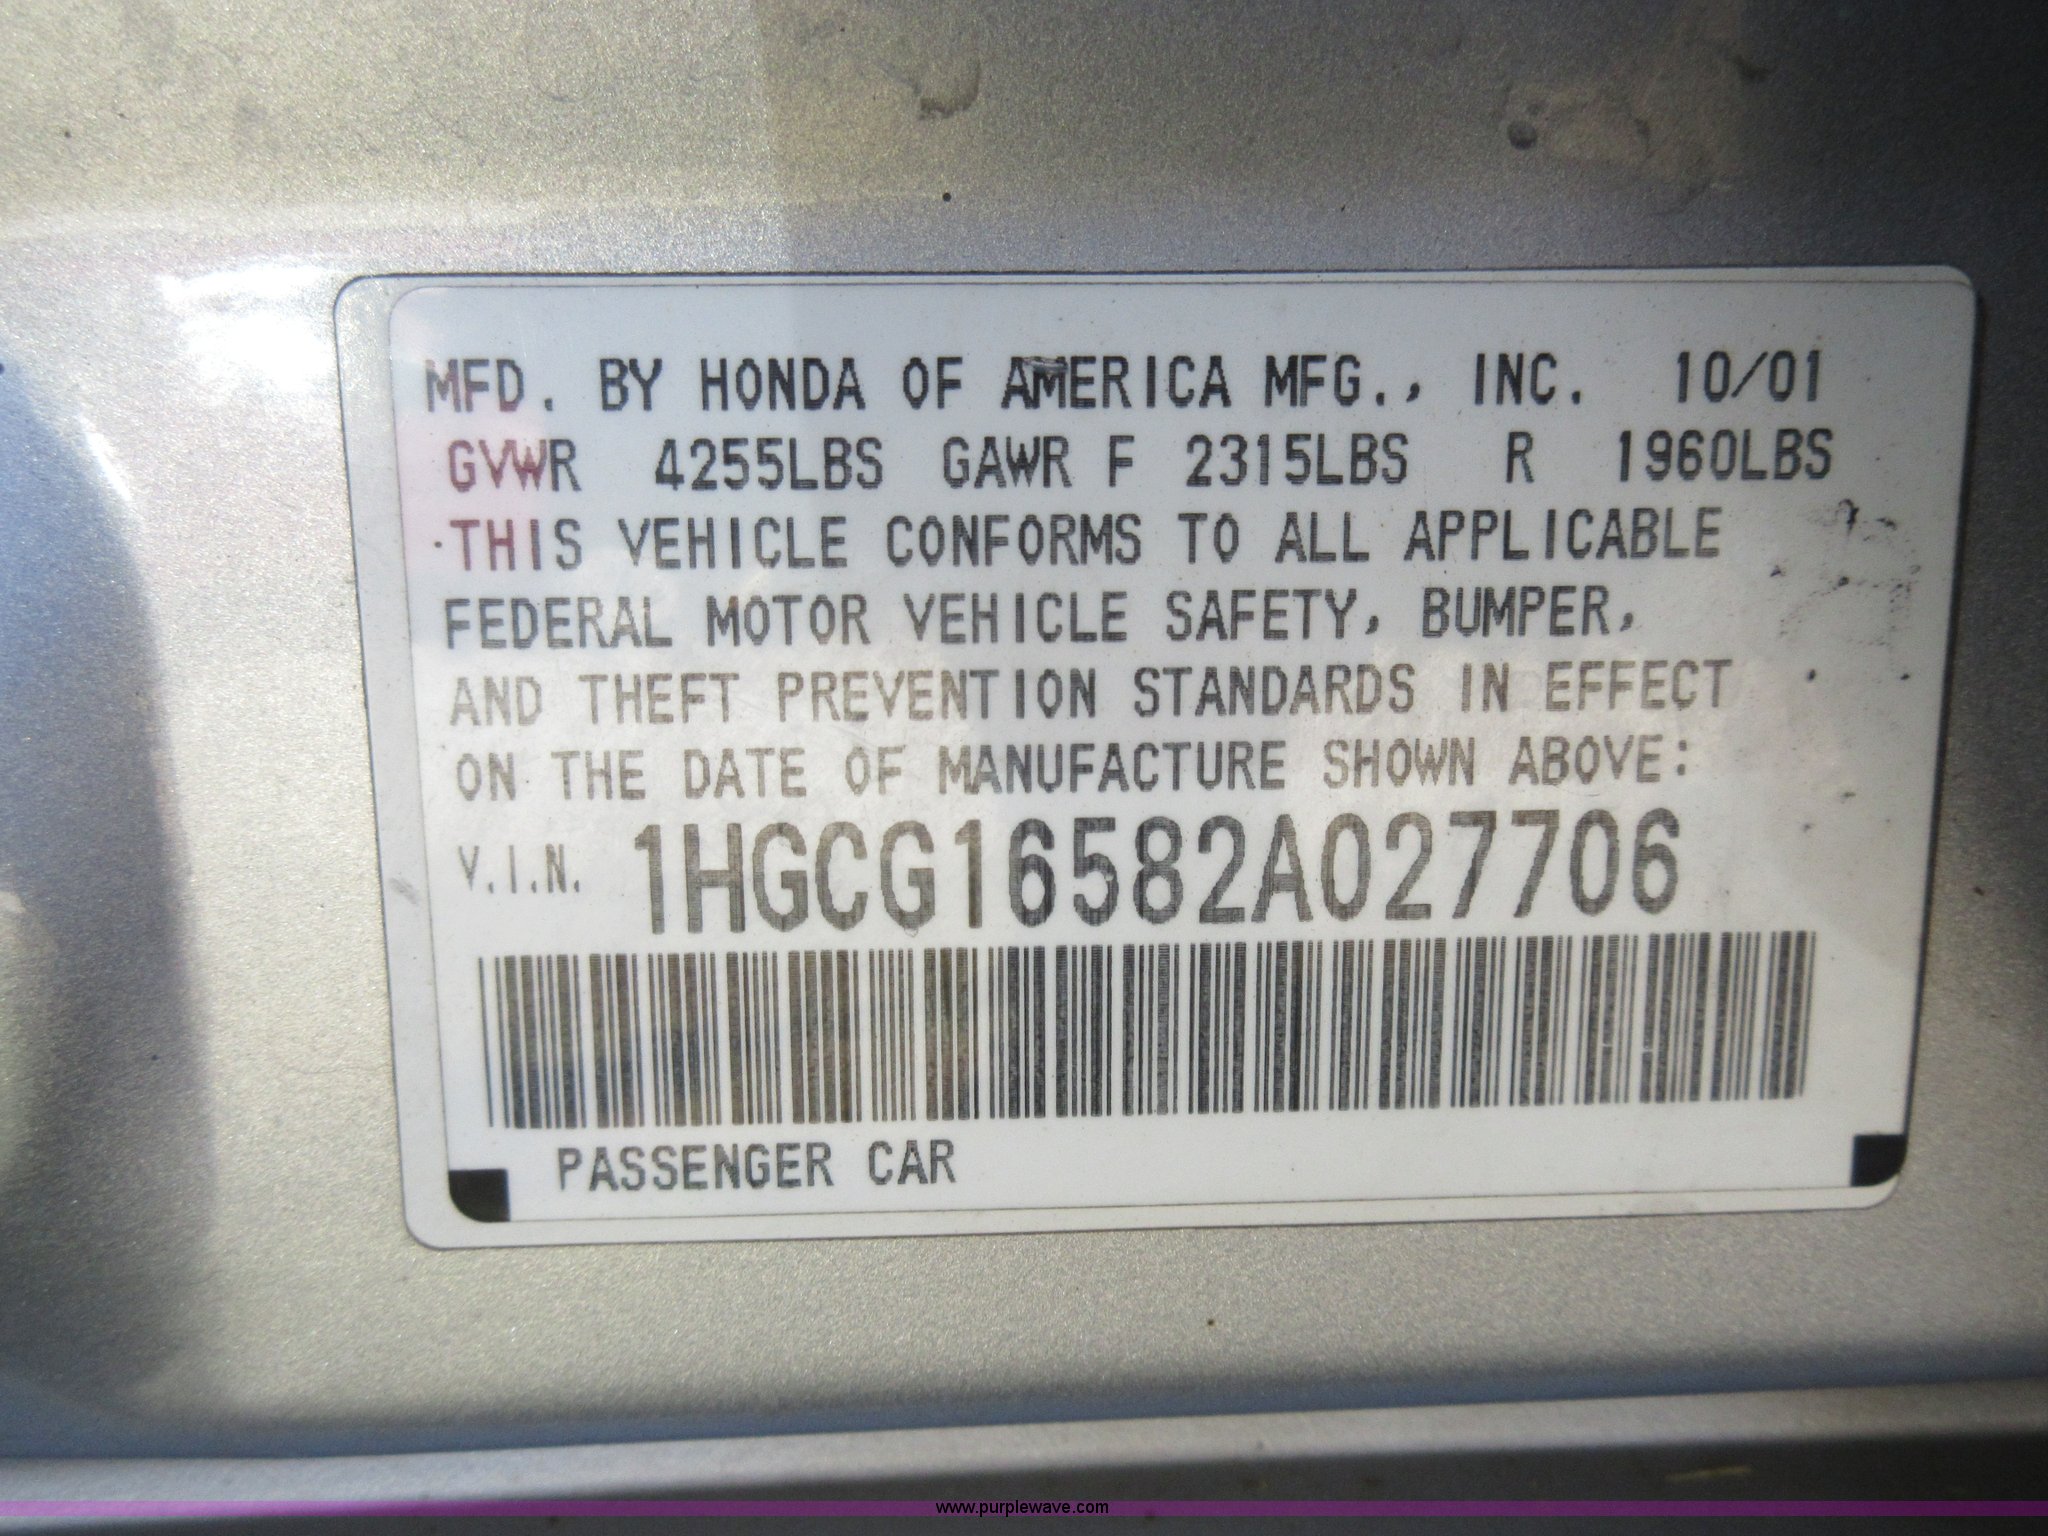 MFD. BY HONDA OF AMERICA MFG., INC. 10/01
GVWR 4255LBS GAWR F 2315LBS R 1960LBS
THIS VEHICLE CONFORMS TO ALL APPLICABLE
FEDERAL MOTOR VEHICLE SAFETY, BUMPER,
AND THEFT PREVENTION STANDARDS IN EFFECT
ON THE DATE OF MANUFACTURE SHOWN ABOVE:
V.I.N. 1HGCG16582A027706
PASSENGER CAR
www.purplewave.com